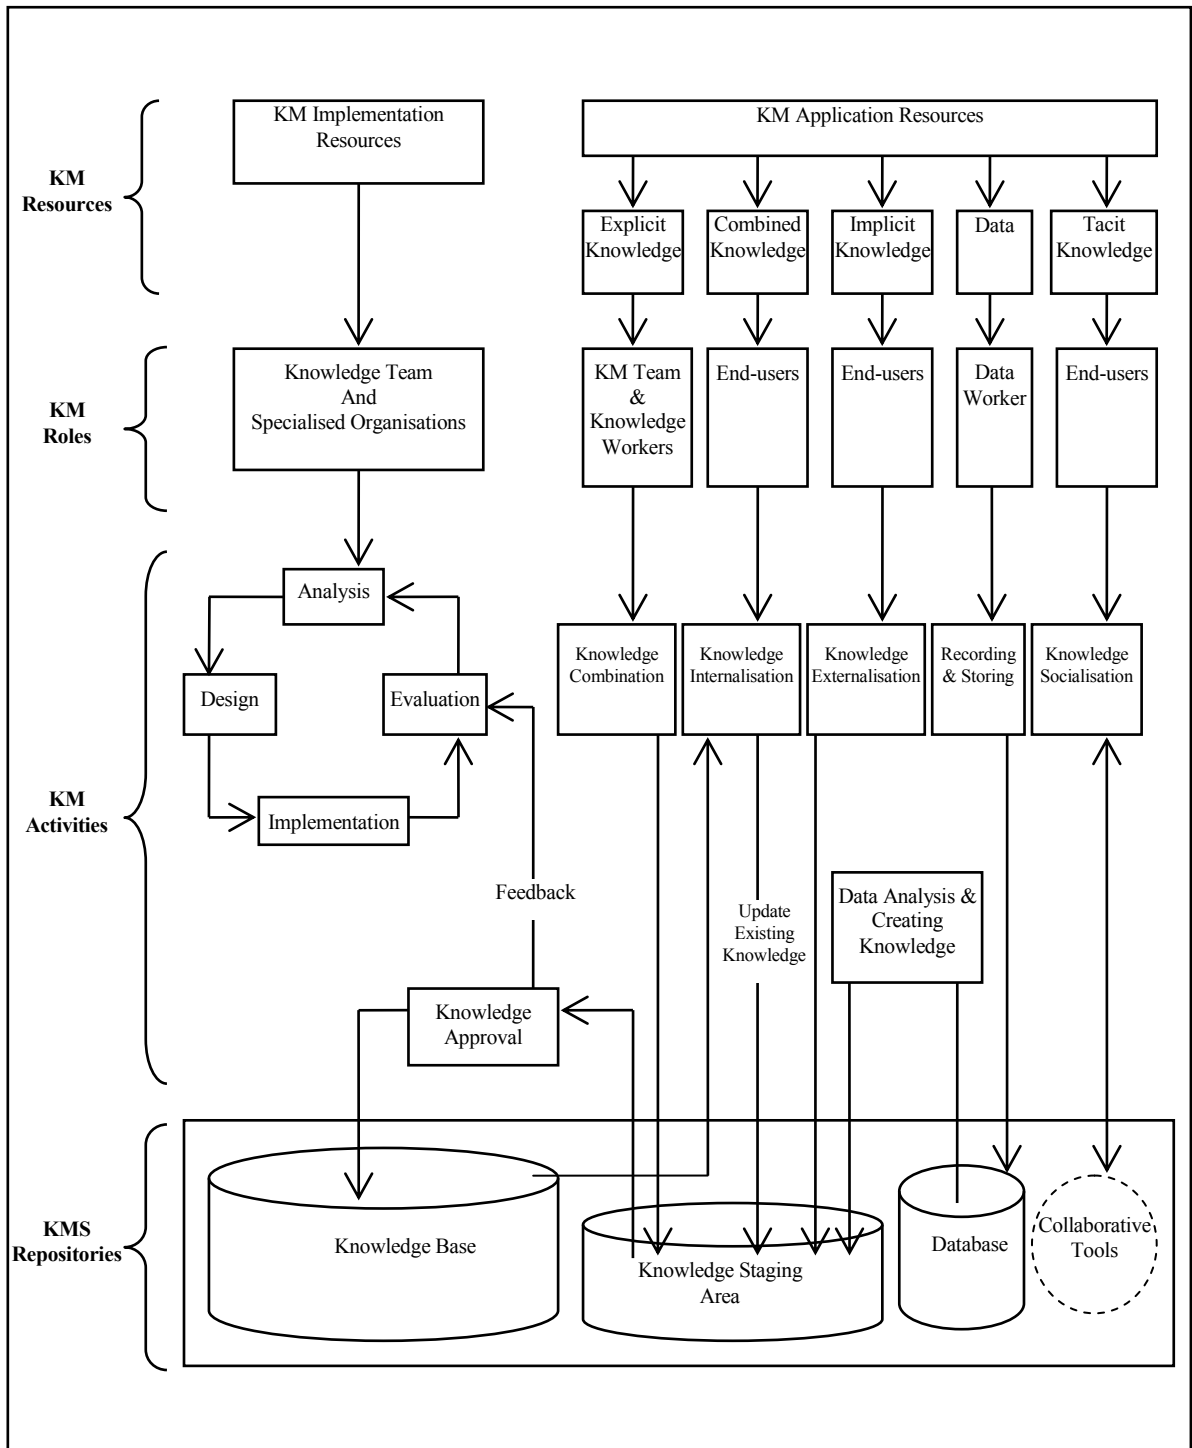 KM Implementation
Resources
KM Application Resources
KM
Resources
Explicit
Knowledge
Combined
Knowledge
Implicit
Knowledge
Data
Tacit
Knowledge
KM
Roles
Knowledge Team
And
Specialised Organisations
KM Team
&
Knowledge
Workers
End-users
End-users
Data
Worker
End-users
KM
Activities
Analysis
Design
Evaluation
Implementation
Knowledge
Combination
Knowledge
Internalisation
Knowledge
Externalisation
Recording
& Storing
Knowledge
Socialisation
Feedback
Update
Existing
Knowledge
Data Analysis &
Creating
Knowledge
Knowledge
Approval
KMS
Repositories
Knowledge Base
Knowledge Staging
Area
Database
Collaborative
Tools